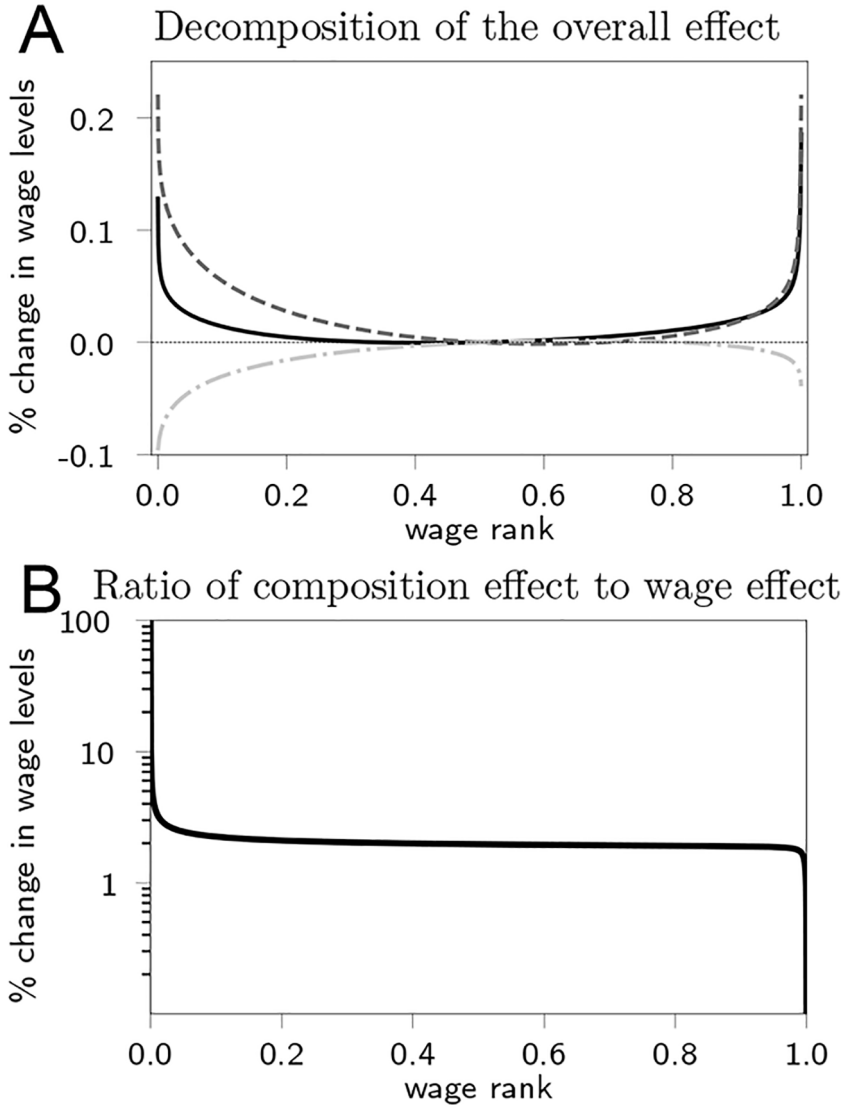 A Decomposition of the overall effect
% change in wage levels
0.2
0.1
0.0
-0.1
0.0 0.2 0.4 0.6 0.8 1.0
wage rank
B Ratio of composition effect to wage effect
% change in wage levels
100
10
1
0.0 0.2 0.4 0.6 0.8 1.0
wage rank